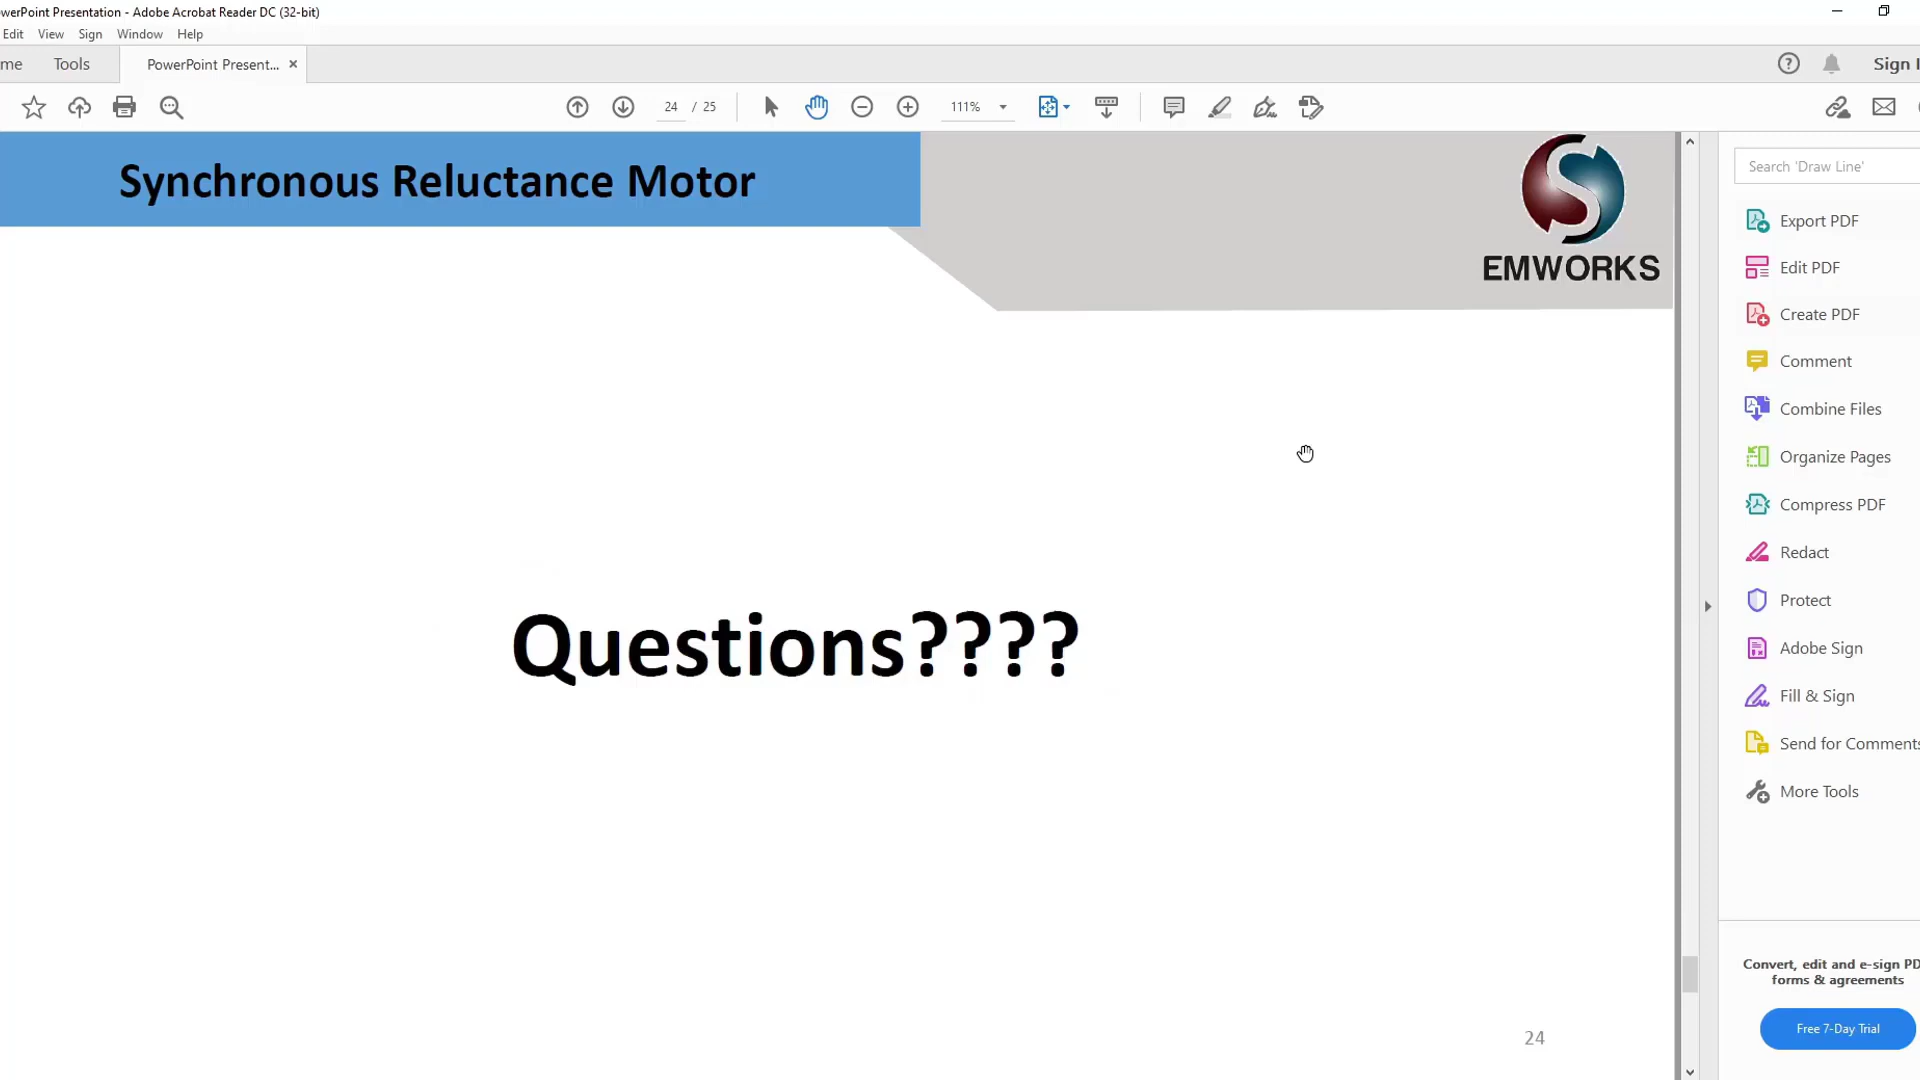 werPoint Presentation - Adobe Acrobat Reader DC (32-bit)
Edit View Sign Window Help
me Tools PowerPoint Present... ×
Sign I
24 / 25 111%
Synchronous Reluctance Motor
EMWORKS
Questions????
24
Search 'Draw Line'
Export PDF
Edit PDF
Create PDF
Comment
Combine Files
Organize Pages
Compress PDF
Redact
Protect
Adobe Sign
Fill & Sign
Send for Comments
More Tools
Convert, edit and e-sign PD
forms & agreements
Free 7-Day Trial